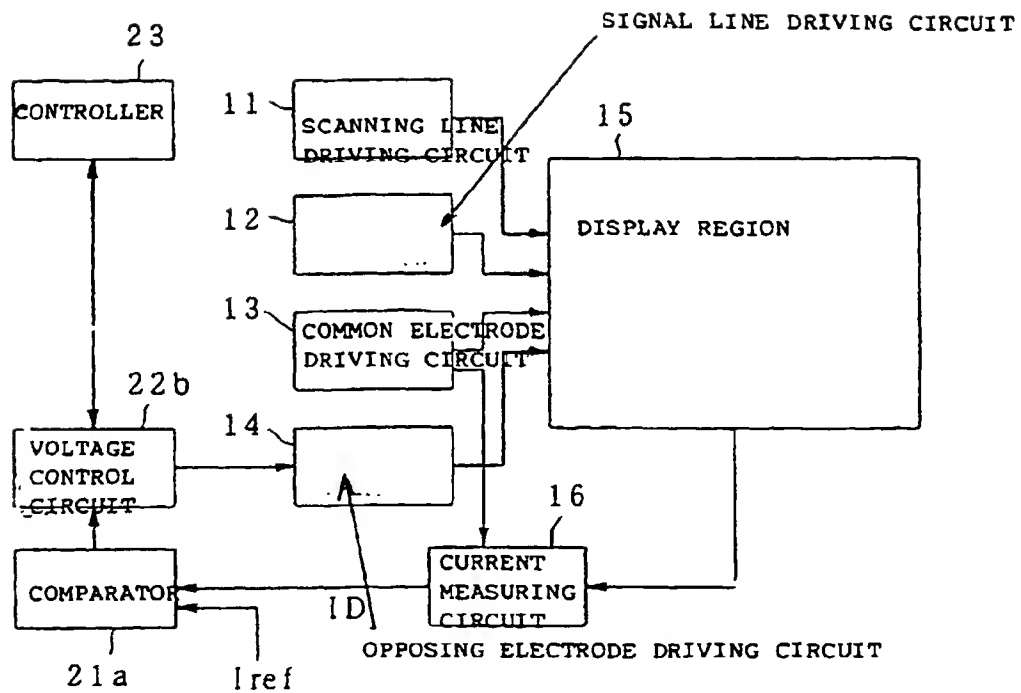 SIGNAL LINE DRIVING CIRCUIT
23
CONTROLLER
11
SCANNING LINE
DRIVING CIRCUIT
15
DISPLAY REGION
12
13
COMMON ELECTRODE
DRIVING CIRCUIT
22b
VOLTAGE
CONTROL
CIRCUIT
14
16
CURRENT
MEASURING
CIRCUIT
COMPARATOR
ID
OPPOSING ELECTRODE DRIVING CIRCUIT
21a
Iref